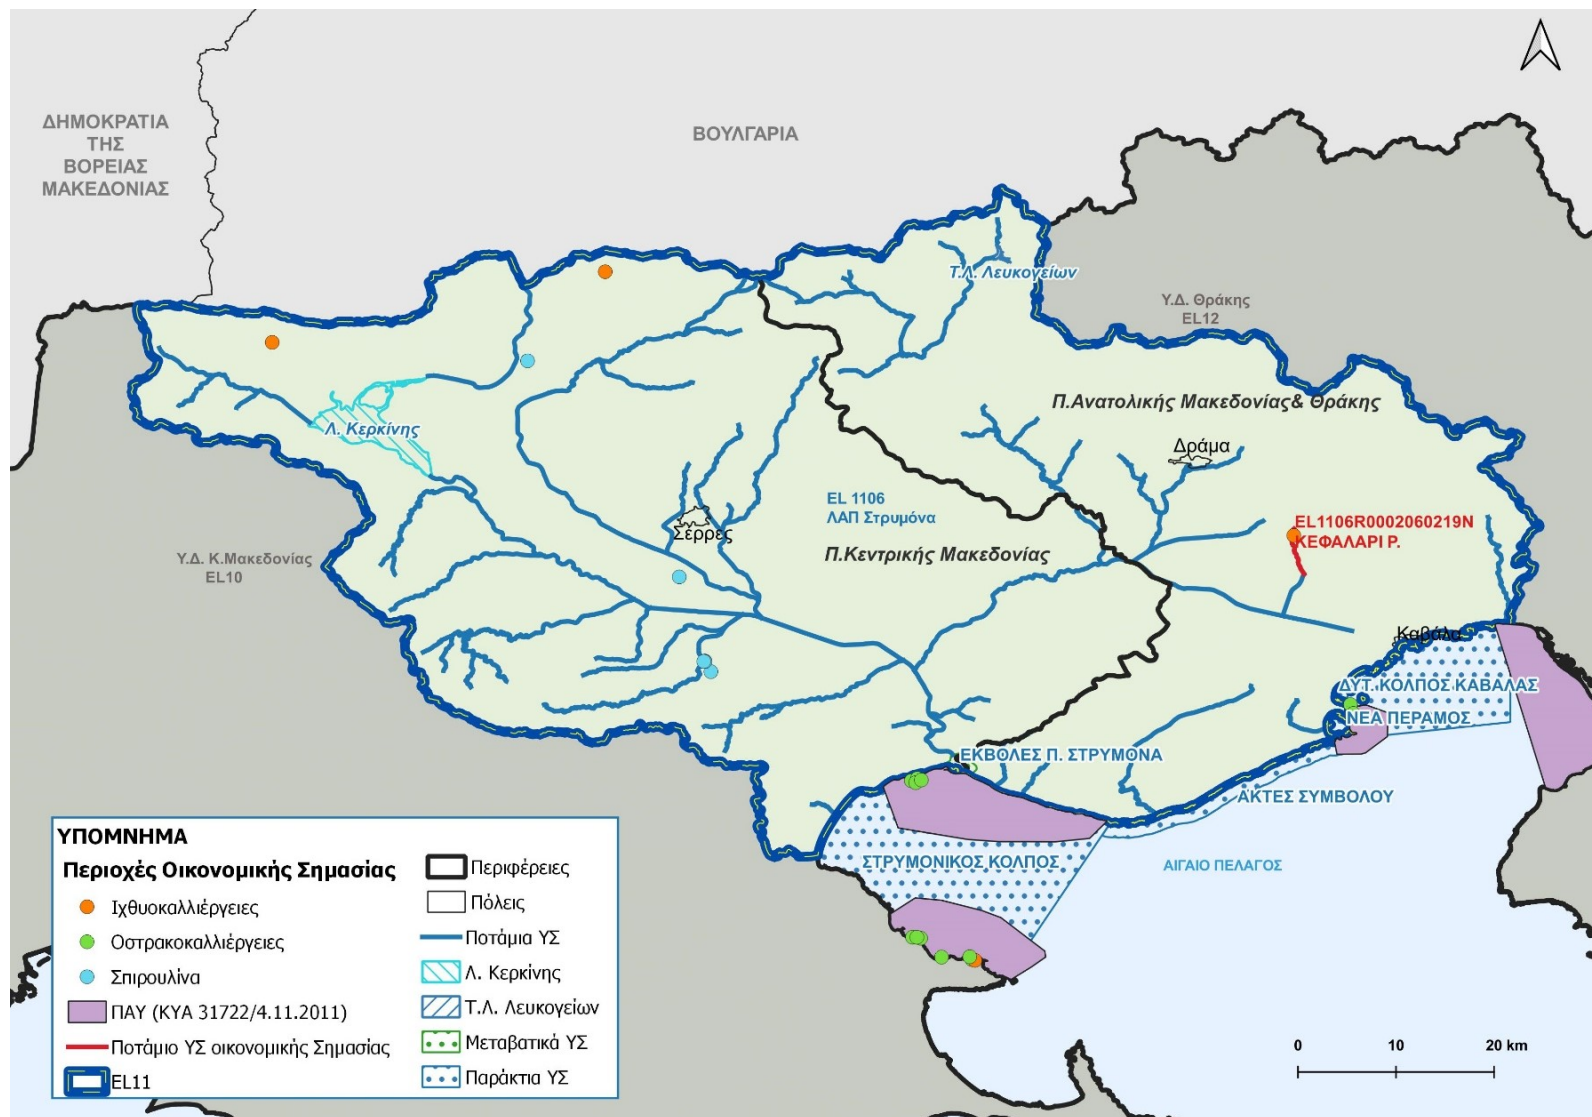 ΔΗΜΟΚΡΑΤΙΑ
ΤΗΣ
ΒΟΡΕΙΑΣ
ΜΑΚΕΔΟΝΙΑΣ
ΒΟΥΛΓΑΡΙΑ
Τ.Λ. Λευκογείων
Υ.Δ. Θράκης
EL12
Π.Ανατολικής Μακεδονίας& Θράκης
Λ. Κερκίνης
Δράμα
EL 1106
ΛΑΠ Στρυμόνα
Σέρρες
Π.Κεντρικής Μακεδονίας
EL1106R0002060219N
ΚΕΦΑΛΑΡΙ Ρ.
Υ.Δ. Κ.Μακεδονίας
EL10
Καβάλα
ΔΥΤ. ΚΟΛΠΟΣ ΚΑΒΑΛΑΣ
ΝΕΑ ΠΕΡΑΜΟΣ
ΕΚΒΟΛΕΣ Π. ΣΤΡΥΜΟΝΑ
ΑΚΤΕΣ ΣΥΜΒΟΛΟΥ
ΣΤΡΥΜΟΝΙΚΟΣ ΚΟΛΠΟΣ
ΑΙΓΑΙΟ ΠΕΛΑΓΟΣ
ΥΠΟΜΝΗΜΑ
Περιοχές Οικονομικής Σημασίας
Ιχθυοκαλλιέργειες
Οστρακοκαλλιέργειες
Σπιρουλίνα
ΠΑΥ (ΚΥΑ 31722/4.11.2011)
Ποτάμιο ΥΣ οικονομικής Σημασίας
EL11
Περιφέρειες
Πόλεις
Ποτάμια ΥΣ
Λ. Κερκίνης
Τ.Λ. Λευκογείων
Μεταβατικά ΥΣ
Παράκτια ΥΣ
0 10 20 km